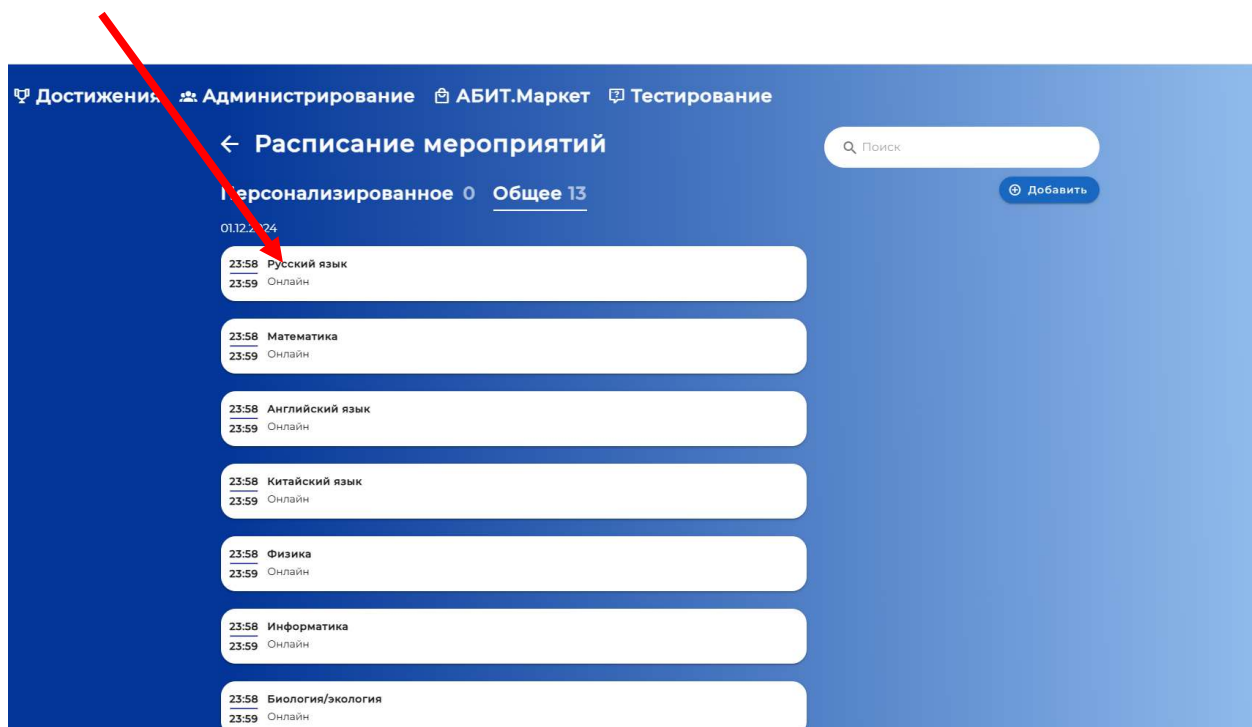 Достижения Администрирование АБИТ.Маркет Тестирование
Расписание мероприятий
Поиск
Персонализированное 0 Общее 13
Добавить
01.12.2024
23:58 Русский язык
23:59 Онлайн
23:58 Математика
23:59 Онлайн
23:58 Английский язык
23:59 Онлайн
23:58 Китайский язык
23:59 Онлайн
23:58 Физика
23:59 Онлайн
23:58 Информатика
23:59 Онлайн
23:58 Биология/экология
23:59 Онлайн